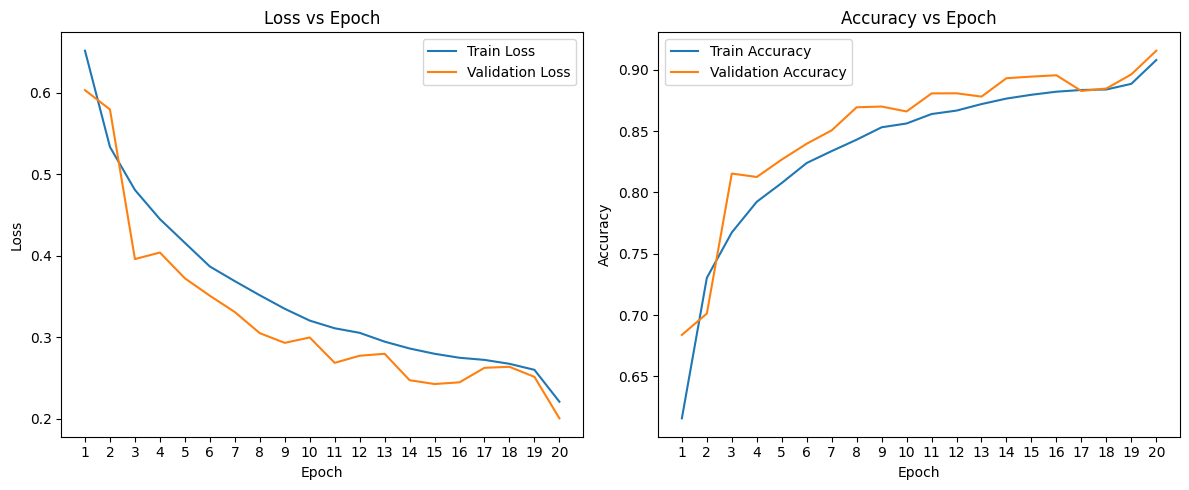 Loss vs Epoch
Train Loss
Validation Loss
0.6
0.5
0.4
0.3
0.2
Loss
1 2 3 4 5 6 7 8 9 10 11 12 13 14 15 16 17 18 19 20
Epoch
Accuracy vs Epoch
Train Accuracy
Validation Accuracy
0.90
0.85
0.80
0.75
0.70
0.65
Accuracy
1 2 3 4 5 6 7 8 9 10 11 12 13 14 15 16 17 18 19 20
Epoch